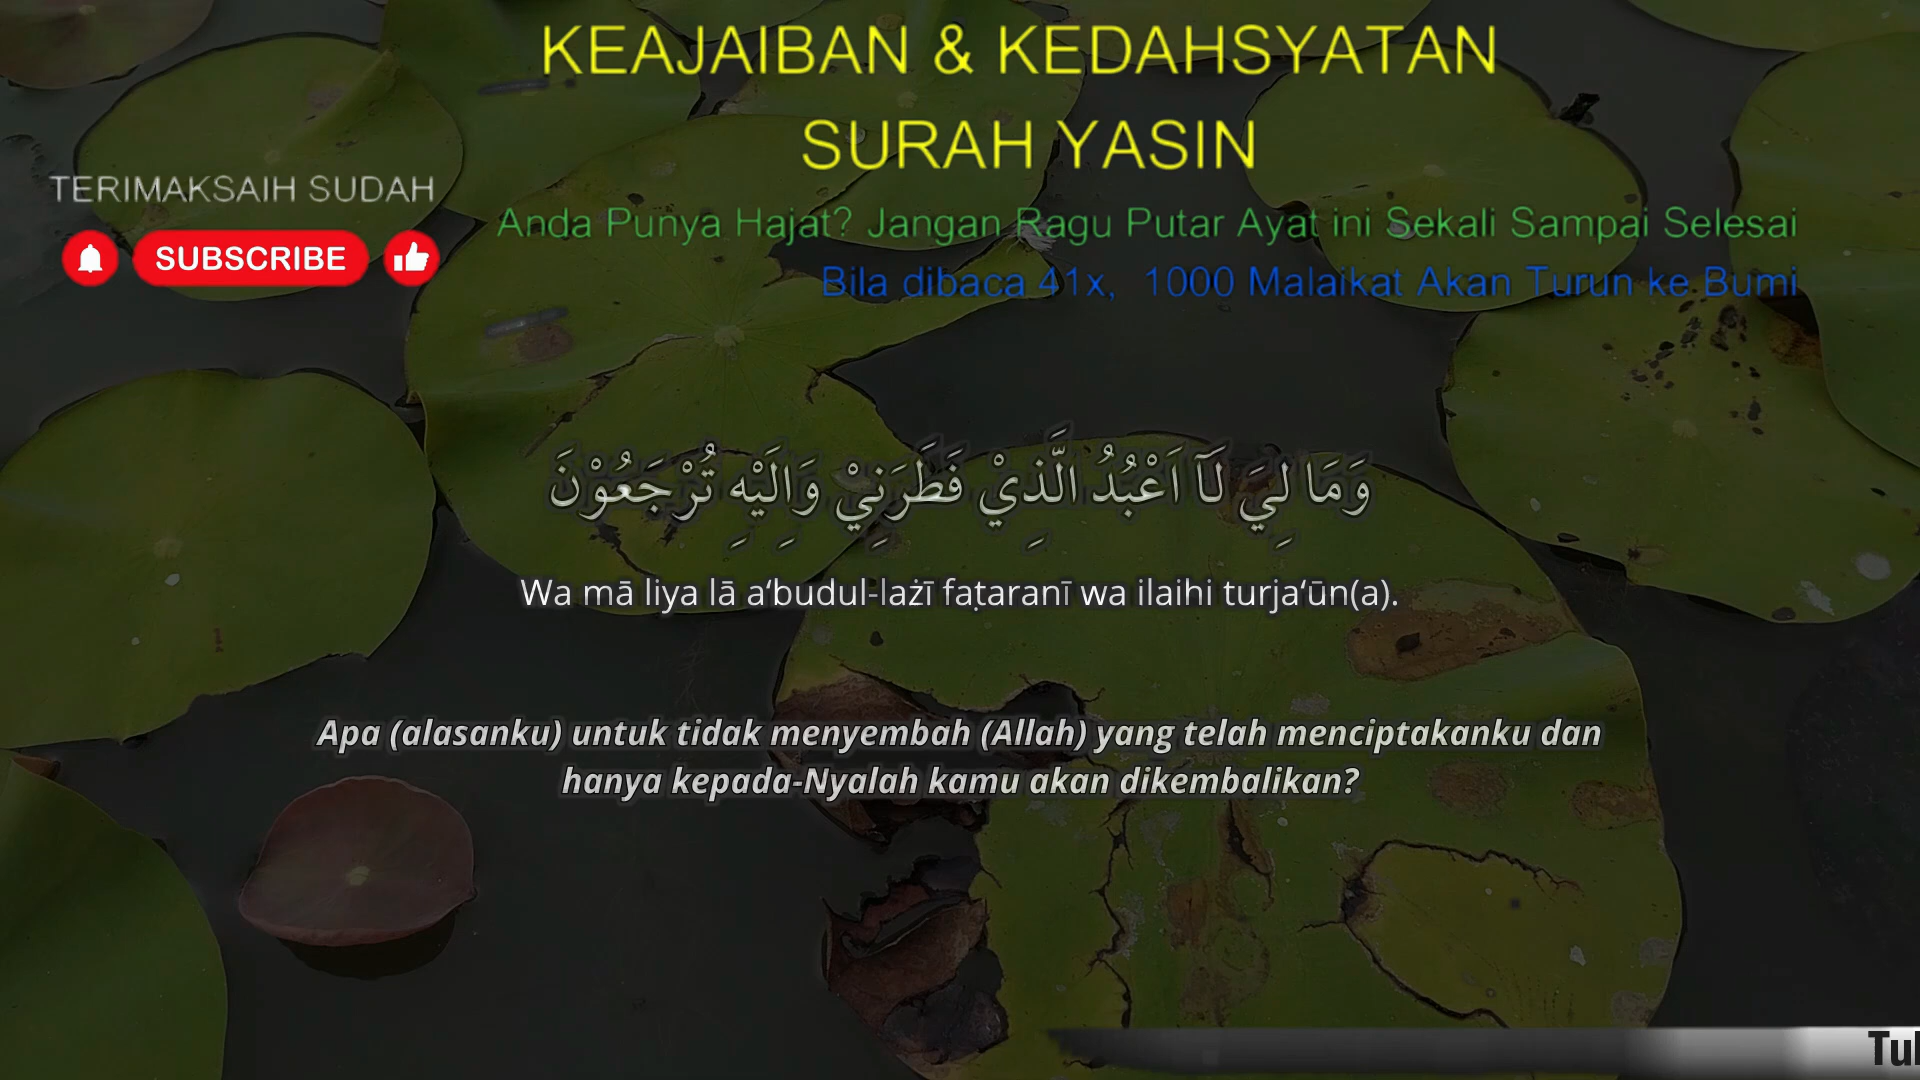 KEAJAIBAN & KEDAHSYATAN
SURAH YASIN
TERIMAKSAIH SUDAH
SUBSCRIBE
Anda Punya Hajat? Jangan Ragu Putar Ayat ini Sekali Sampai Selesai
Bila dibaca 41x, 1000 Malaikat Akan Turun ke Bumi
وَمَا لِيَ لَآ اَعْبُدُ الَّذِيْ فَطَرَنِيْ وَاِلَيْهِ تُرْجَعُوْنَ
Wa mā liya lā a‘budul-lażī faṭaranī wa ilaihi turja‘ūn(a).
Apa (alasanku) untuk tidak menyembah (Allah) yang telah menciptakanku dan
hanya kepada-Nyalah kamu akan dikembalikan?